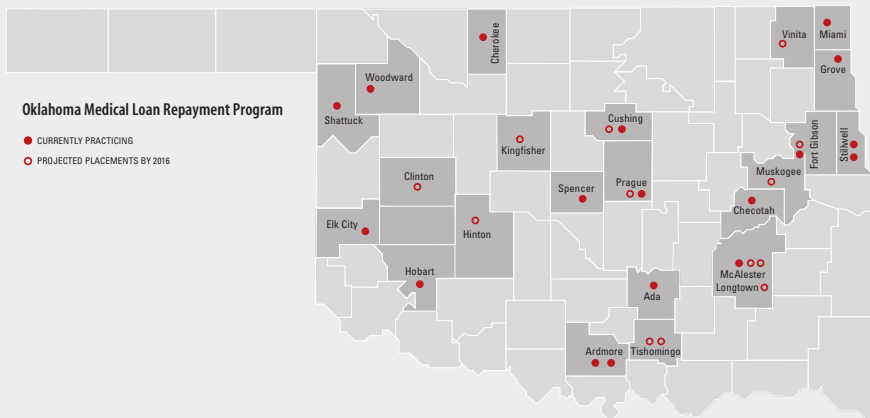 Oklahoma Medical Loan Repayment Program
CURRENTLY PRACTICING
PROJECTED PLACEMENTS BY 2016
Cherokee
Woodward
Shattuck
Vinita
Miami
Grove
Cushing
Kingfisher
Fort Gibson
Stillwell
Clinton
Muskogee
Spencer
Prague
Checotah
Elk City
Hinton
Hobart
McAlester
Longtown
Ada
Ardmore
Tishomingo